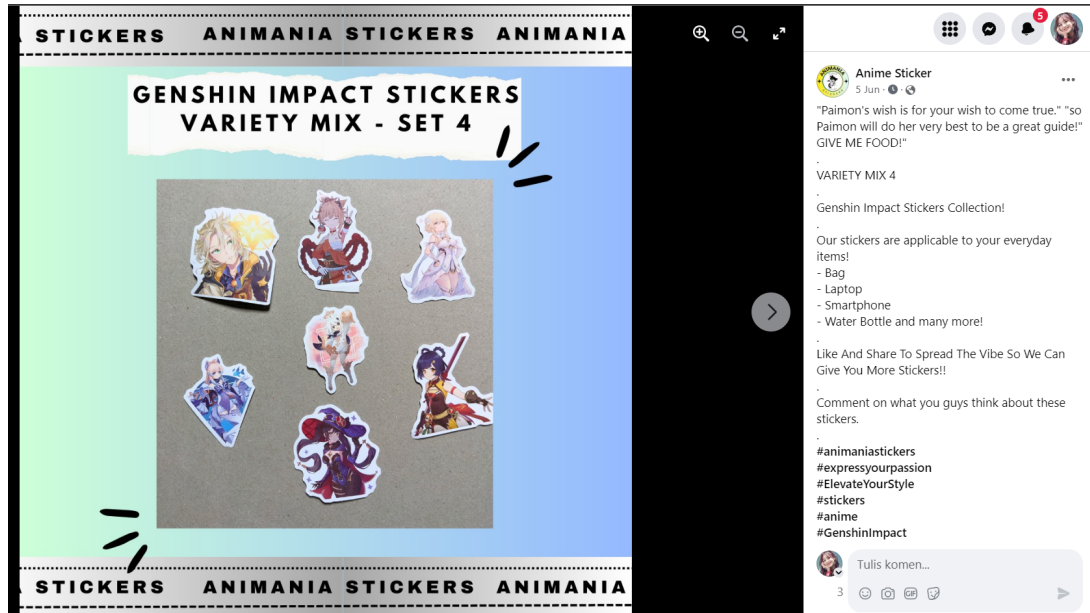 STICKERS ANIMANIA STICKERS ANIMANIA
GENSHIN IMPACT STICKERS
VARIETY MIX - SET 4
STICKERS ANIMANIA STICKERS ANIMANIA
5
Anime Sticker
5 Jun
"Paimon's wish is for your wish to come true." "so
Paimon will do her very best to be a great guide!"
GIVE ME FOOD!"
.
VARIETY MIX 4
.
Genshin Impact Stickers Collection!
.
Our stickers are applicable to your everyday
items!
- Bag
- Laptop
- Smartphone
- Water Bottle and many more!
.
Like And Share To Spread The Vibe So We Can
Give You More Stickers!!
.
Comment on what you guys think about these
stickers.
.
#animaniastickers
#expressyourpassion
#ElevateYourStyle
#stickers
#anime
#GenshinImpact
Tulis komen...
3
GIF